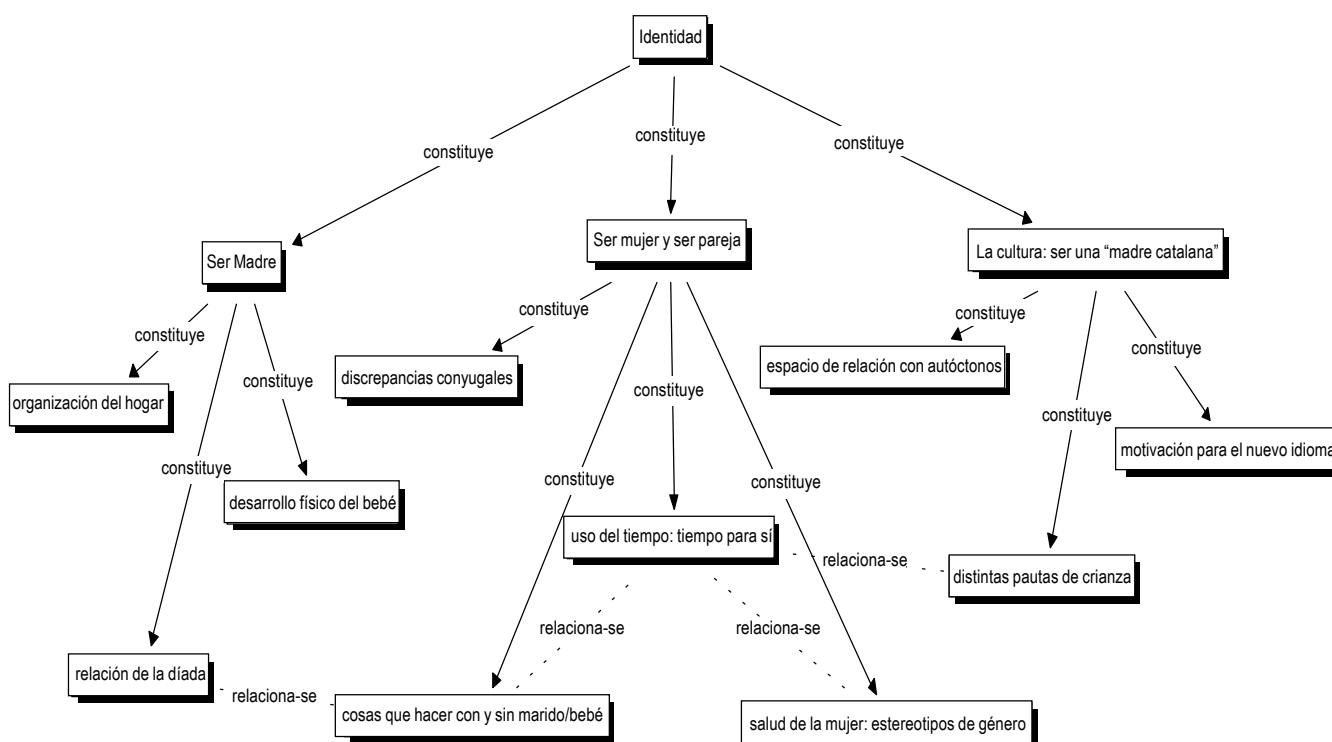 Identidad
constituye
constituye
constituye
Ser Madre
Ser mujer y ser pareja
La cultura: ser una “madre catalana”
constituye
constituye
constituye
constituye
constituye
constituye
constituye
constituye
constituye
constituye
organización del hogar
discrepancias conyugales
espacio de relación con autóctonos
motivación para el nuevo idioma
desarrollo físico del bebé
uso del tiempo: tiempo para sí
relaciona-se
distintas pautas de crianza
relaciona-se
relaciona-se
relación de la díada
relaciona-se
cosas que hacer con y sin marido/bebé
salud de la mujer: estereotipos de género